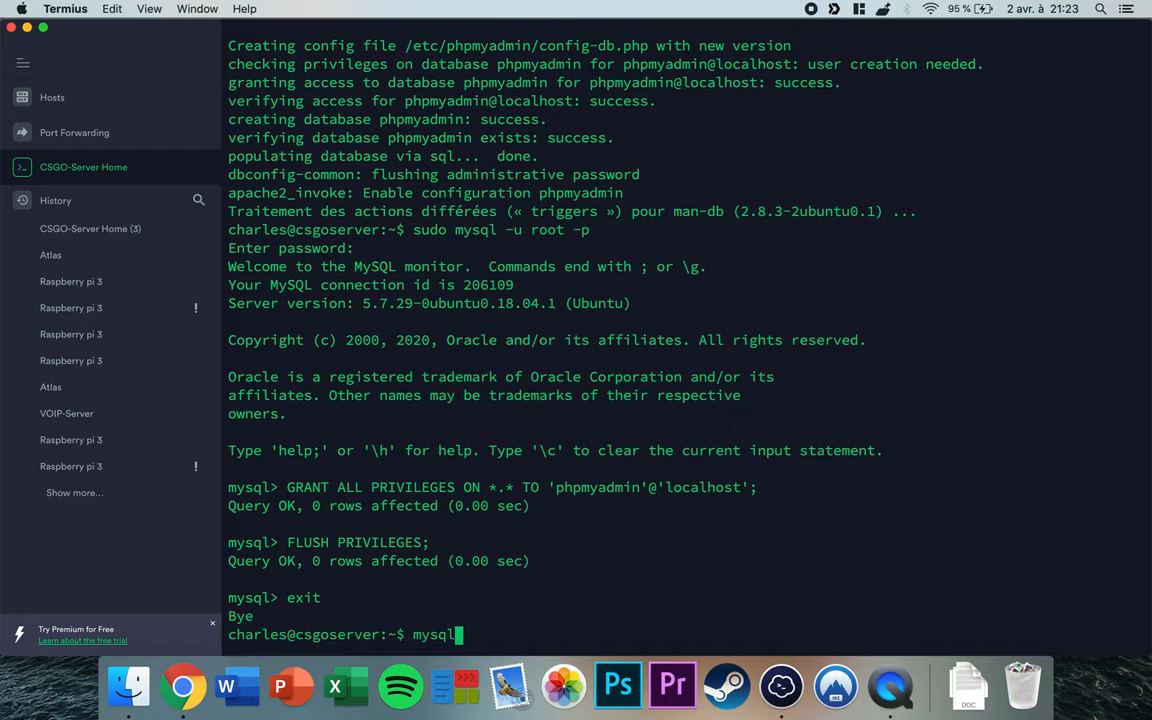 Termius Edit View Window Help 95 % 2 avr. à 21:23
Hosts
Port Forwarding
CSGO-Server Home
History
CSGO-Server Home (3)
Atlas
Raspberry pi 3
Raspberry pi 3 !
Raspberry pi 3
Raspberry pi 3
Atlas
VOIP-Server
Raspberry pi 3
Raspberry pi 3 !
Show more...
Try Premium for Free
Learn about the free trial
Creating config file /etc/phpmyadmin/config-db.php with new version
checking privileges on database phpmyadmin for phpmyadmin@localhost: user creation needed.
granting access to database phpmyadmin for phpmyadmin@localhost: success.
verifying access for phpmyadmin@localhost: success.
creating database phpmyadmin: success.
verifying database phpmyadmin exists: success.
populating database via sql...  done.
dbconfig-common: flushing administrative password
apache2_invoke: Enable configuration phpmyadmin
Traitement des actions différées (« triggers ») pour man-db (2.8.3-2ubuntu0.1) ...
charles@csgoserver:~$ sudo mysql -u root -p
Enter password:
Welcome to the MySQL monitor.  Commands end with ; or \g.
Your MySQL connection id is 206109
Server version: 5.7.29-0ubuntu0.18.04.1 (Ubuntu)
Copyright (c) 2000, 2020, Oracle and/or its affiliates. All rights reserved.
Oracle is a registered trademark of Oracle Corporation and/or its
affiliates. Other names may be trademarks of their respective
owners.
Type 'help;' or '\h' for help. Type '\c' to clear the current input statement.
mysql> GRANT ALL PRIVILEGES ON *.* TO 'phpmyadmin'@'localhost';
Query OK, 0 rows affected (0.00 sec)
mysql> FLUSH PRIVILEGES;
Query OK, 0 rows affected (0.00 sec)
mysql> exit
Bye
charles@csgoserver:~$ mysql
W P X Ps Pr DOC